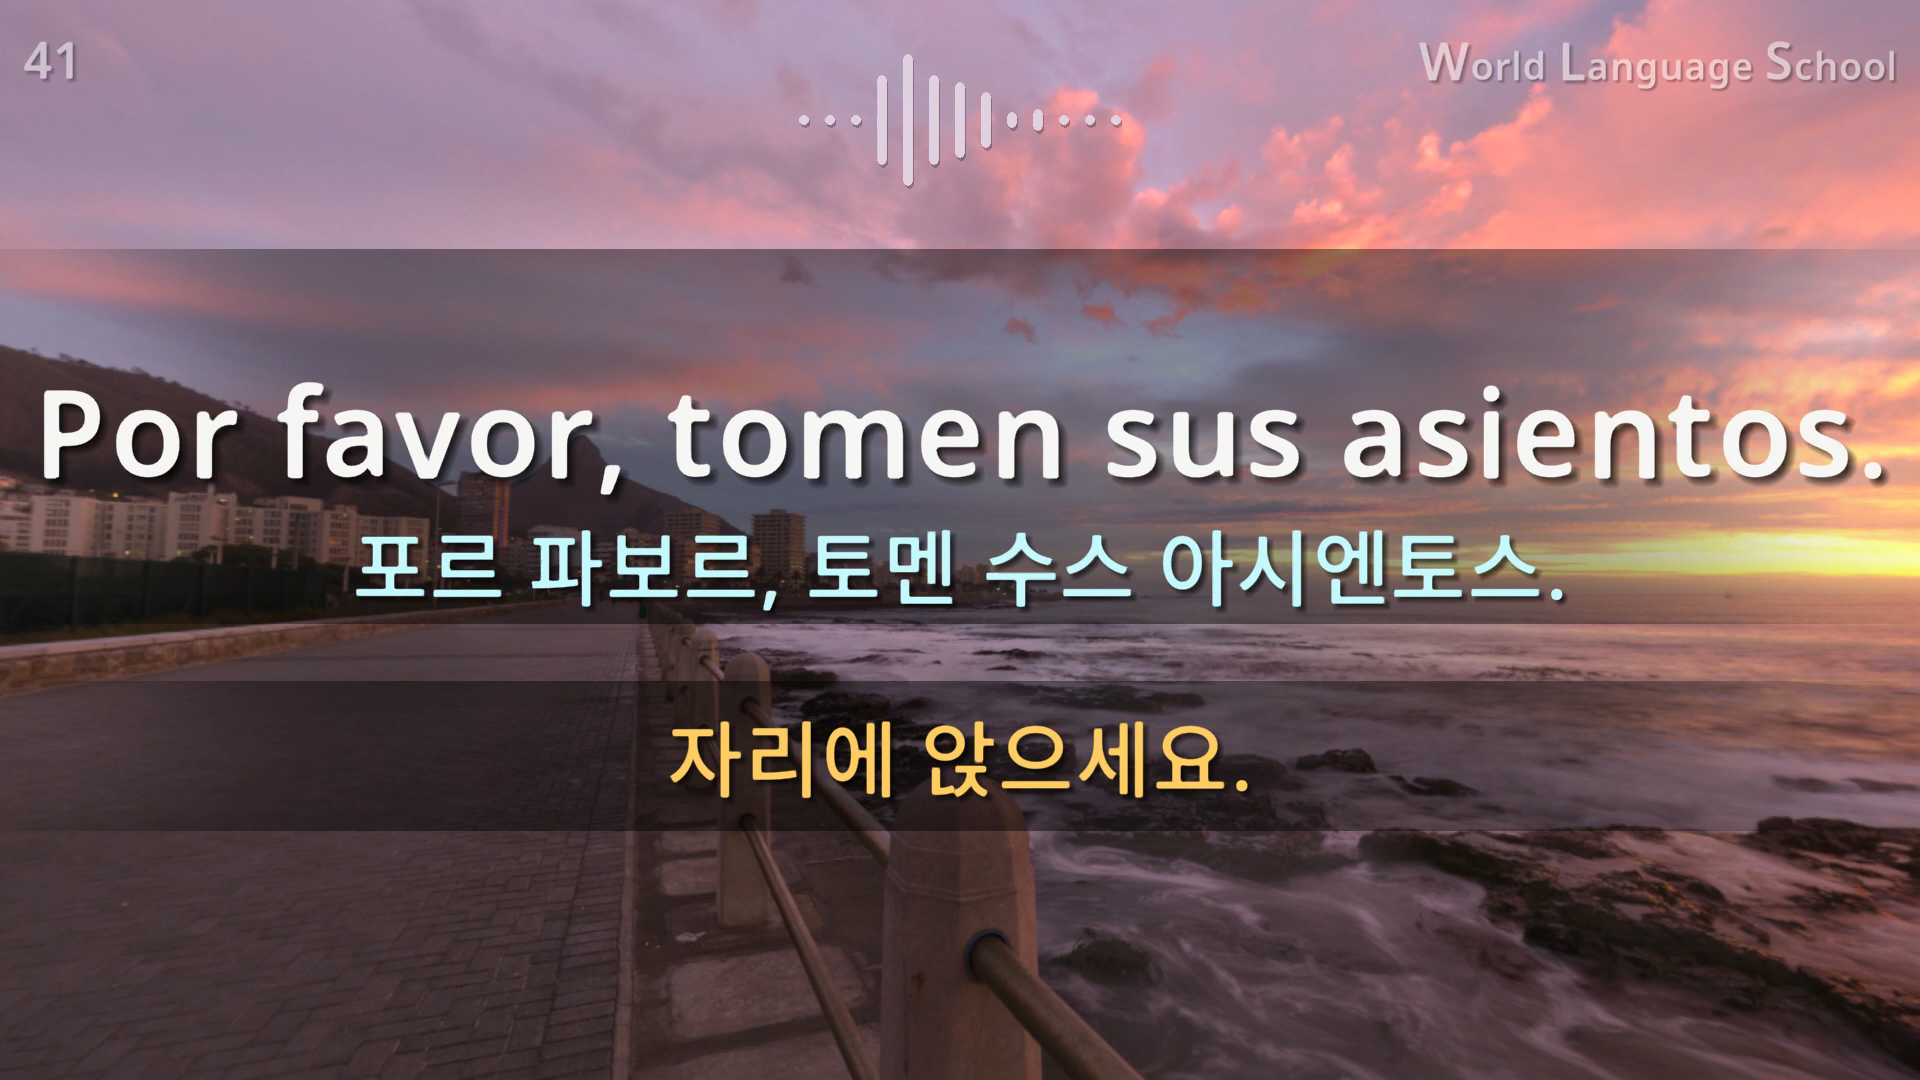 41
World Language School
Por favor, tomen sus asientos.
포르 파보르, 토멘 수스 아시엔토스.
자리에 앉으세요.